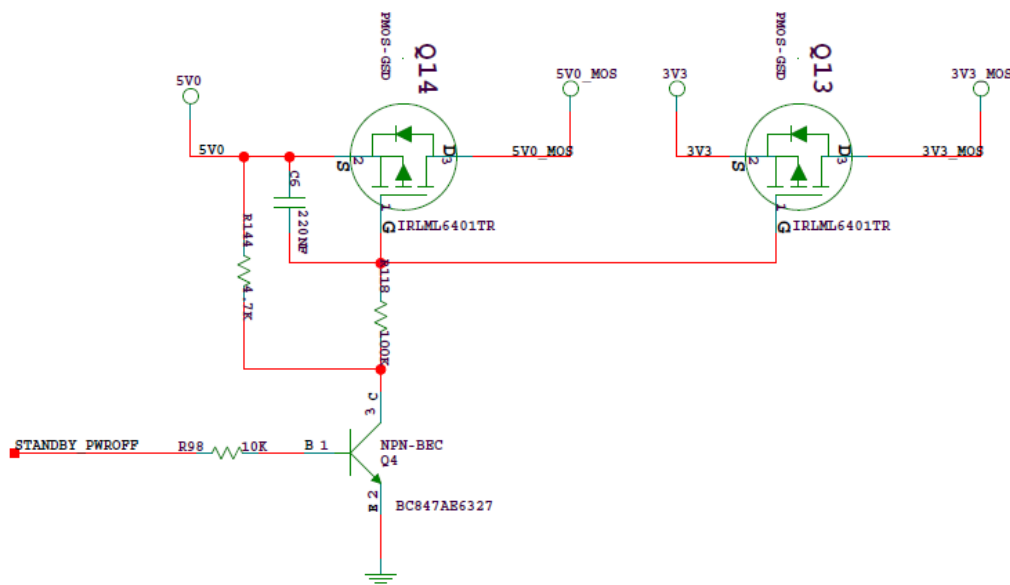 PMOS-GSD
Q14
PMOS-GSD
Q13
5V0
5V0_MOS
3V3
3V3_MOS
5V0
S
2
D
3
5V0_MOS
3V3
S
2
D
3
3V3_MOS
C6
220NF
1
G
IRLML6401TR
1
G
IRLML6401TR
R144
4.7K
R118
100K
3 C
STANDBY_PWROFF
R98
10K
B 1
NPN-BEC
Q4
E 2
BC847AE6327